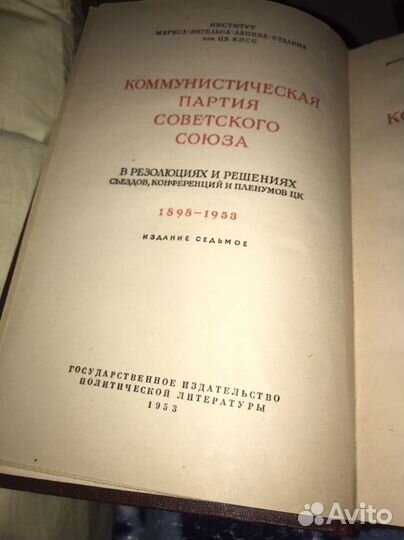 ИНСТИТУТ
МАРКСА-ЭНГЕЛЬСА-ЛЕНИНА-СТАЛИНА
при ЦК КПСС
КОММУНИСТИЧЕСКАЯ
ПАРТИЯ
СОВЕТСКОГО
СОЮЗА
В РЕЗОЛЮЦИЯХ И РЕШЕНИЯХ
СЪЕЗДОВ, КОНФЕРЕНЦИЙ И ПЛЕНУМОВ ЦК
1898–1953
ИЗДАНИЕ СЕДЬМОЕ
ГОСУДАРСТВЕННОЕ ИЗДАТЕЛЬСТВО
ПОЛИТИЧЕСКОЙ ЛИТЕРАТУРЫ
1953
Avito